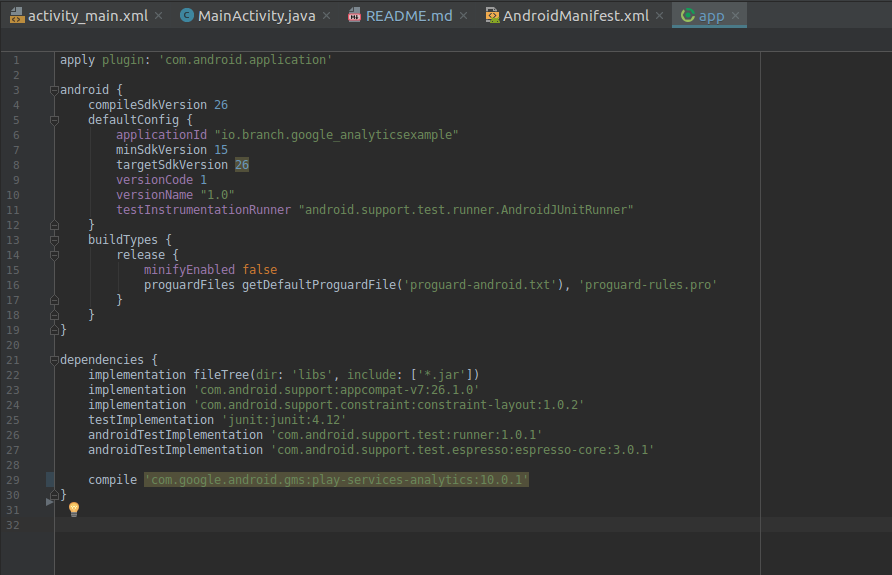 activity_main.xml MainActivity.java README.md AndroidManifest.xml app
1 apply plugin: 'com.android.application'
2
3 android {
4 compileSdkVersion 26
5 defaultConfig {
6 applicationId "io.branch.google_analyticsexample"
7 minSdkVersion 15
8 targetSdkVersion 26
9 versionCode 1
10 versionName "1.0"
11 testInstrumentationRunner "android.support.test.runner.AndroidJUnitRunner"
12 }
13 buildTypes {
14 release {
15 minifyEnabled false
16 proguardFiles getDefaultProguardFile('proguard-android.txt'), 'proguard-rules.pro'
17 }
18 }
19 }
20
21 dependencies {
22 implementation fileTree(dir: 'libs', include: ['*.jar'])
23 implementation 'com.android.support:appcompat-v7:26.1.0'
24 implementation 'com.android.support.constraint:constraint-layout:1.0.2'
25 testImplementation 'junit:junit:4.12'
26 androidTestImplementation 'com.android.support.test:runner:1.0.1'
27 androidTestImplementation 'com.android.support.test.espresso:espresso-core:3.0.1'
28
29 compile 'com.google.android.gms:play-services-analytics:10.0.1'
30 }
31
32